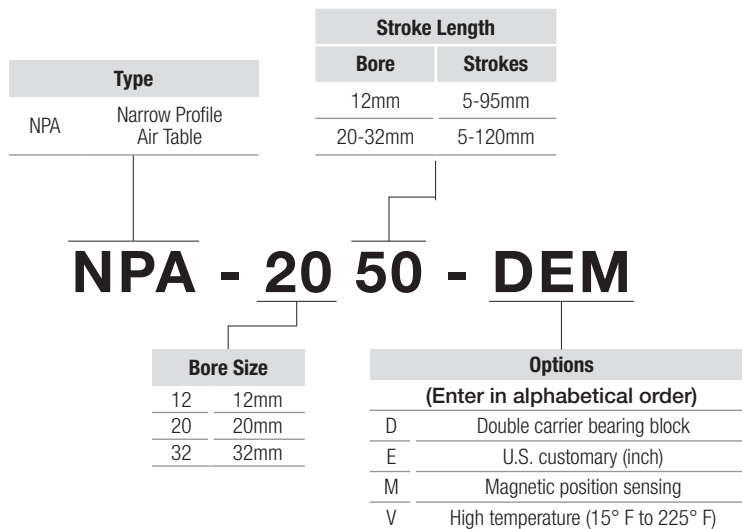 Stroke Length
Bore Strokes
12mm 5-95mm
20-32mm 5-120mm
Type
NPA Narrow Profile
Air Table
NPA - 20 50 - DEM
Bore Size
12 12mm
20 20mm
32 32mm
Options
(Enter in alphabetical order)
D Double carrier bearing block
E U.S. customary (inch)
M Magnetic position sensing
V High temperature (15° F to 225° F)